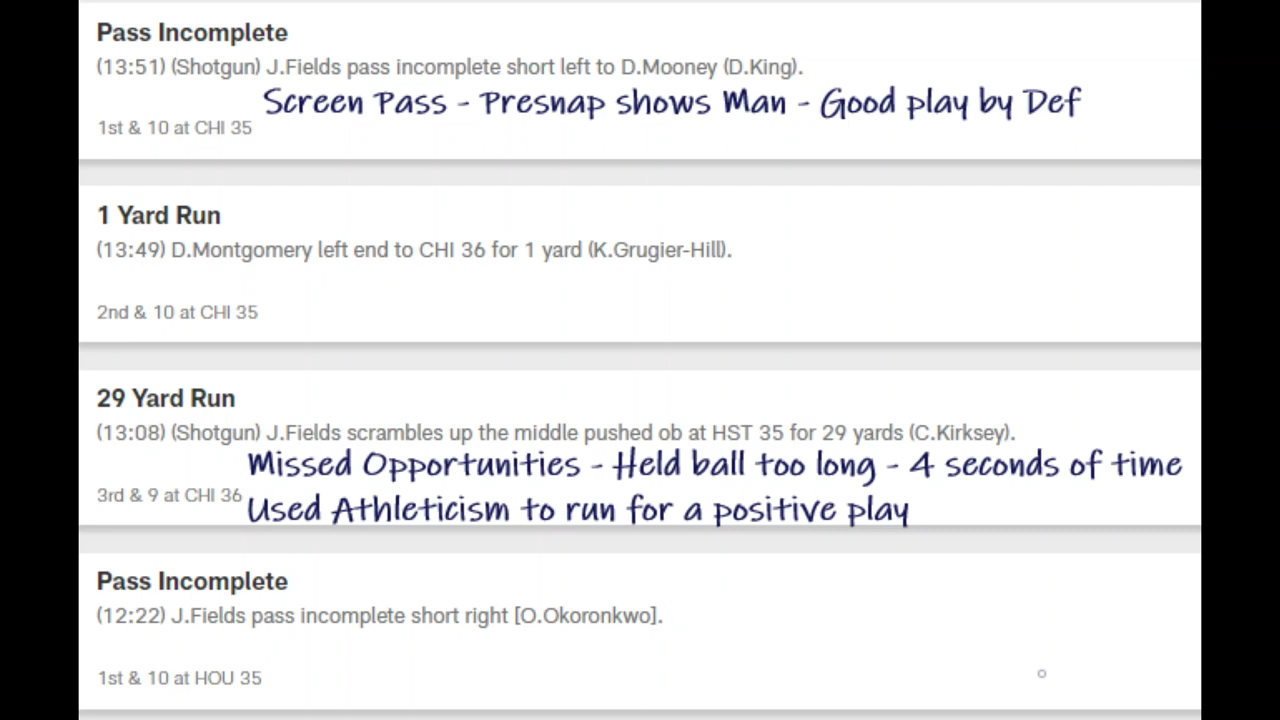 Pass Incomplete
(13:51) (Shotgun) J.Fields pass incomplete short left to D.Mooney (D.King).
Screen Pass - Presnap shows Man - Good play by Def
1st & 10 at CHI 35
1 Yard Run
(13:49) D.Montgomery left end to CHI 36 for 1 yard (K.Grugier-Hill).
2nd & 10 at CHI 35
29 Yard Run
(13:08) (Shotgun) J.Fields scrambles up the middle pushed ob at HST 35 for 29 yards (C.Kirksey).
Missed Opportunities - Held ball too long - 4 seconds of time
3rd & 9 at CHI 36
Used Athleticism to run for a positive play
Pass Incomplete
(12:22) J.Fields pass incomplete short right [O.Okoronkwo].
1st & 10 at HOU 35